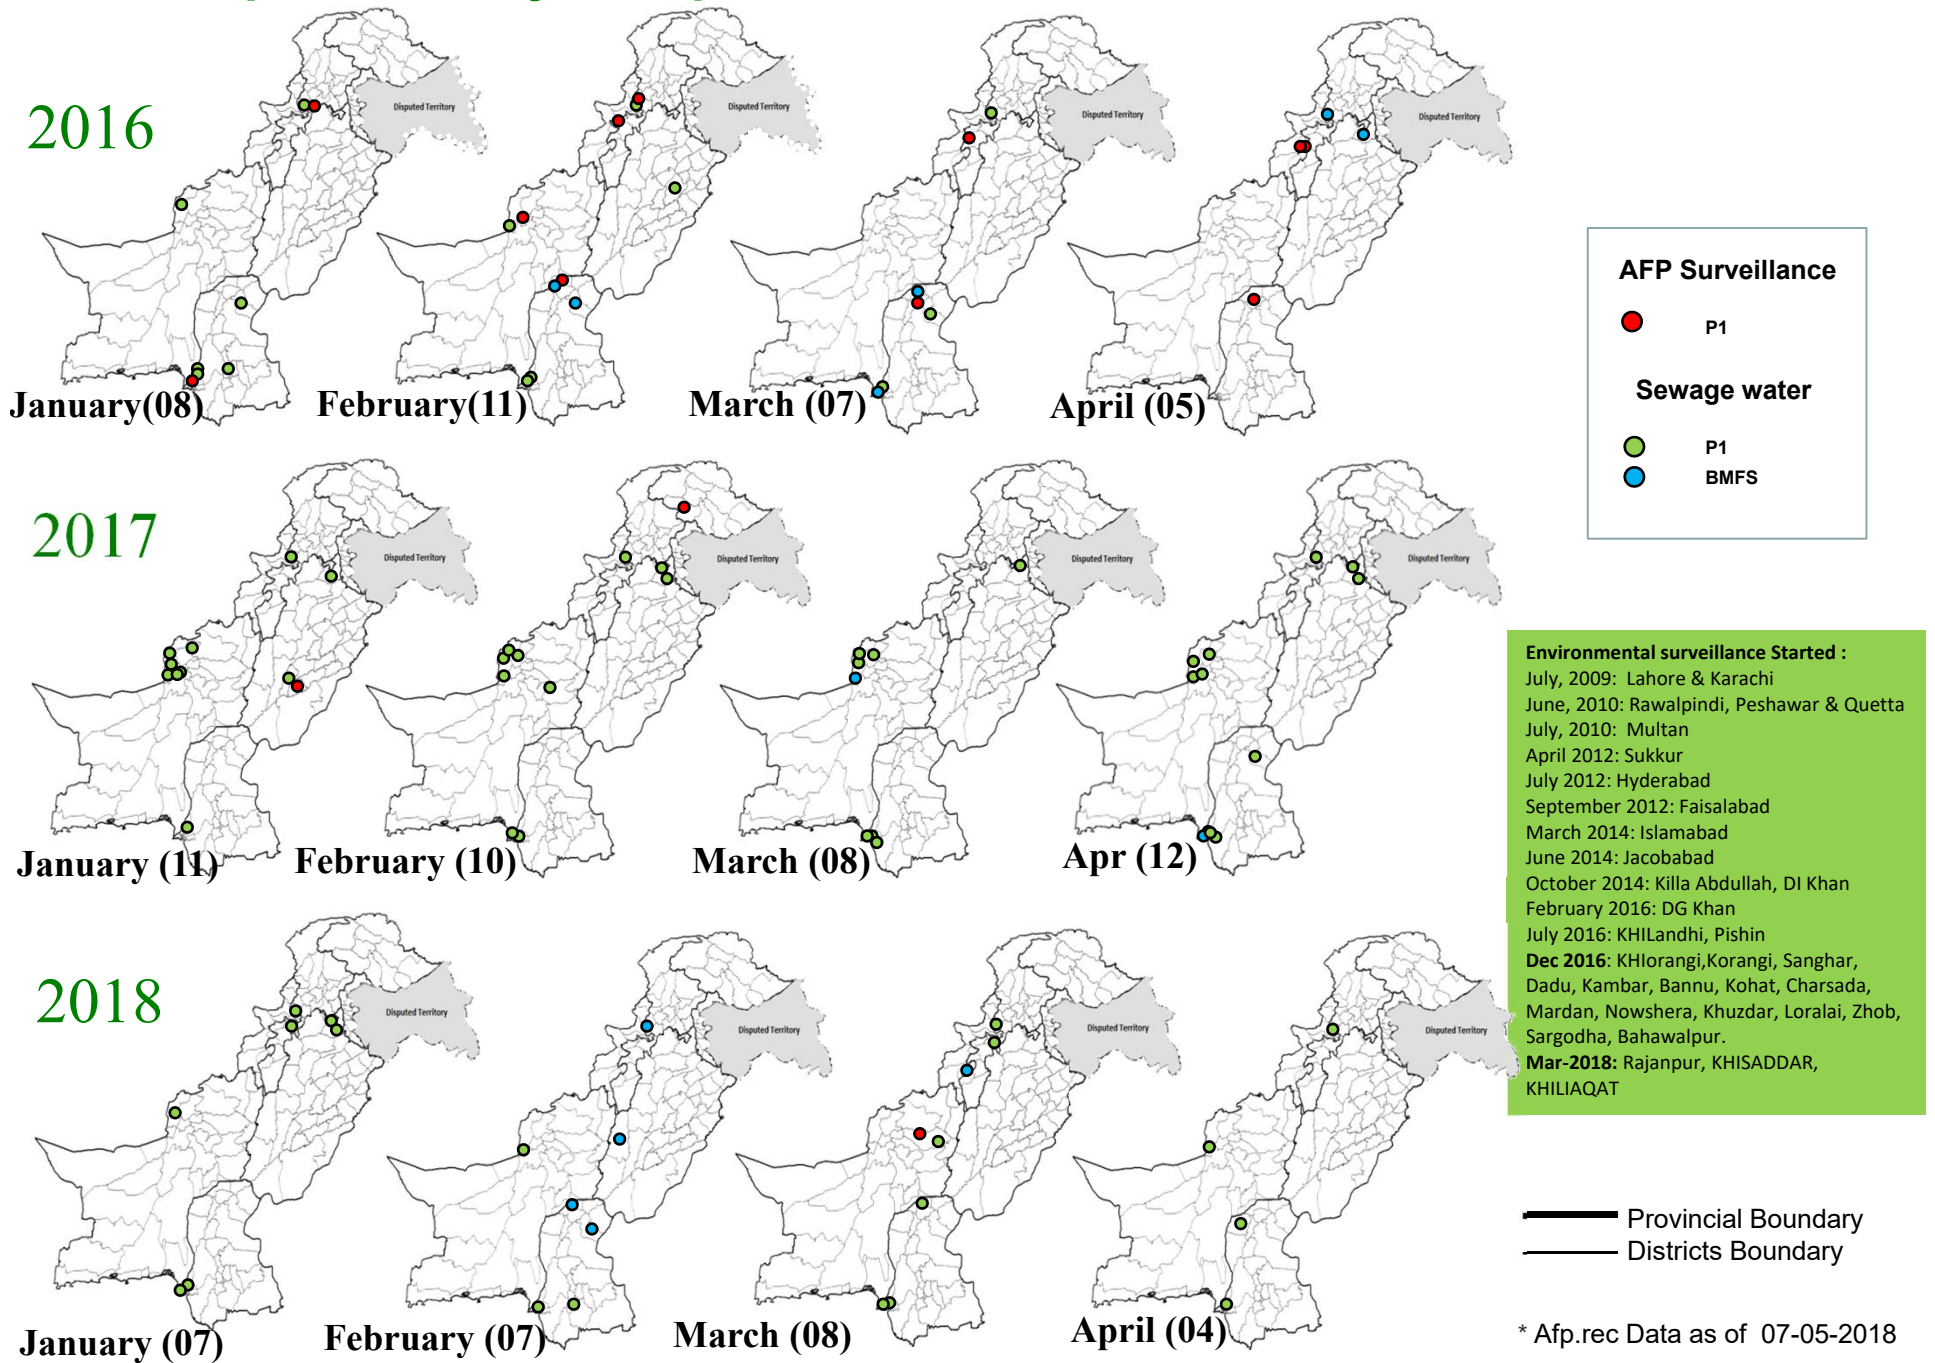 2016
Disputed Territory
Disputed Territory
Disputed Territory
Disputed Territory
January(08)
February(11)
March (07)
April (05)
AFP Surveillance
P1
Sewage water
P1
BMFS
2017
Disputed Territory
Disputed Territory
Disputed Territory
Disputed Territory
January (11)
February (10)
March (08)
Apr (12)
Environmental surveillance Started :
July, 2009: Lahore & Karachi
June, 2010: Rawalpindi, Peshawar & Quetta
July, 2010: Multan
April 2012: Sukkur
July 2012: Hyderabad
September 2012: Faisalabad
March 2014: Islamabad
June 2014: Jacobabad
October 2014: Killa Abdullah, DI Khan
February 2016: DG Khan
July 2016: KHILandhi, Pishin
Dec 2016: KHIorangi,Korangi, Sanghar,
Dadu, Kambar, Bannu, Kohat, Charsada,
Mardan, Nowshera, Khuzdar, Loralai, Zhob,
Sargodha, Bahawalpur.
Mar-2018: Rajanpur, KHISADDAR,
KHILIAQAT
2018
Disputed Territory
Disputed Territory
Disputed Territory
Disputed Territory
January (07)
February (07)
March (08)
April (04)
Provincial Boundary
Districts Boundary
* Afp.rec Data as of 07-05-2018